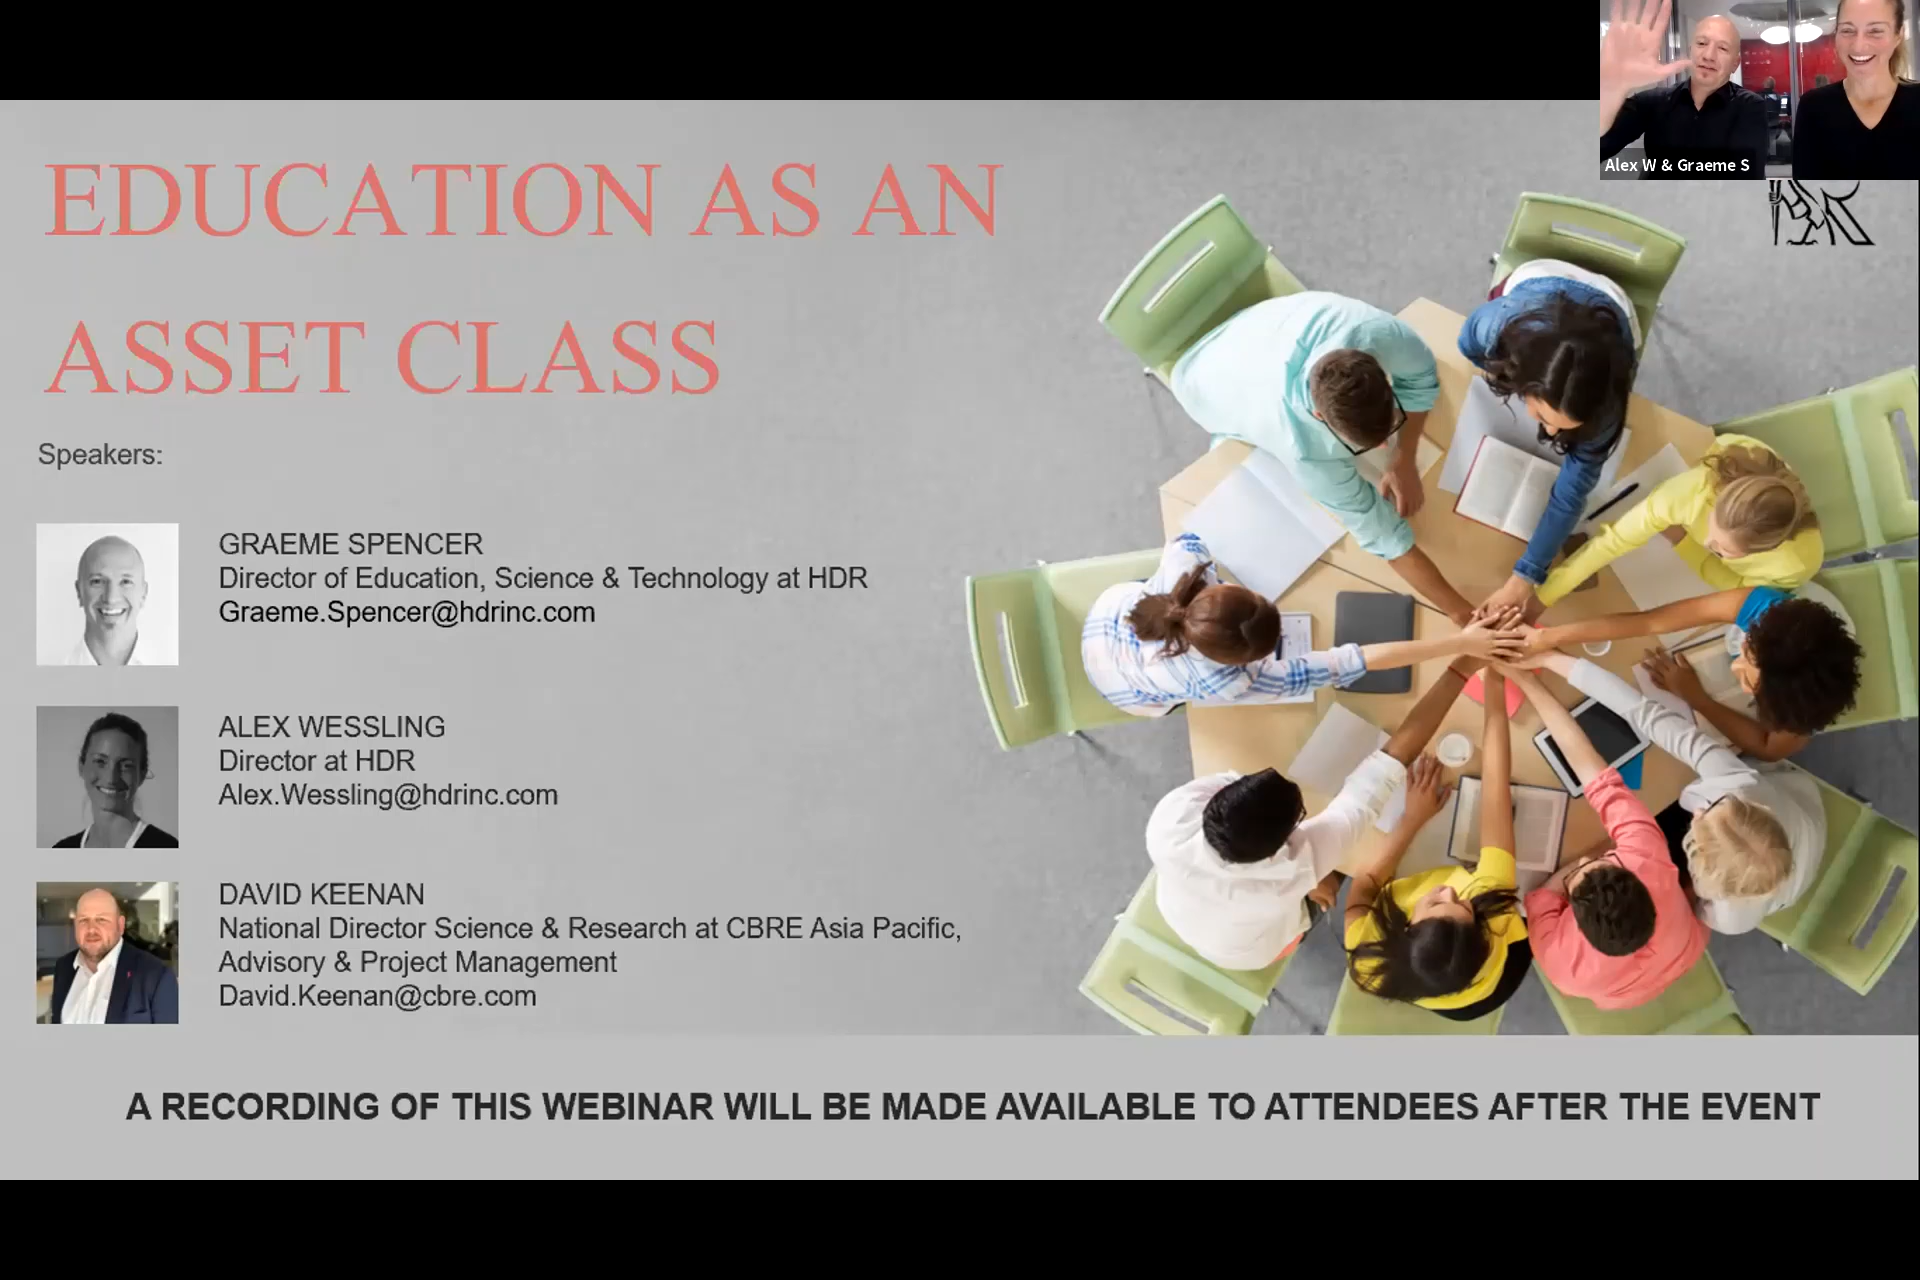 Alex W & Graeme S
EDUCATION AS AN
ASSET CLASS
Speakers:
GRAEME SPENCER
Director of Education, Science & Technology at HDR
Graeme.Spencer@hdrinc.com
ALEX WESSLING
Director at HDR
Alex.Wessling@hdrinc.com
DAVID KEENAN
National Director Science & Research at CBRE Asia Pacific,
Advisory & Project Management
David.Keenan@cbre.com
A RECORDING OF THIS WEBINAR WILL BE MADE AVAILABLE TO ATTENDEES AFTER THE EVENT